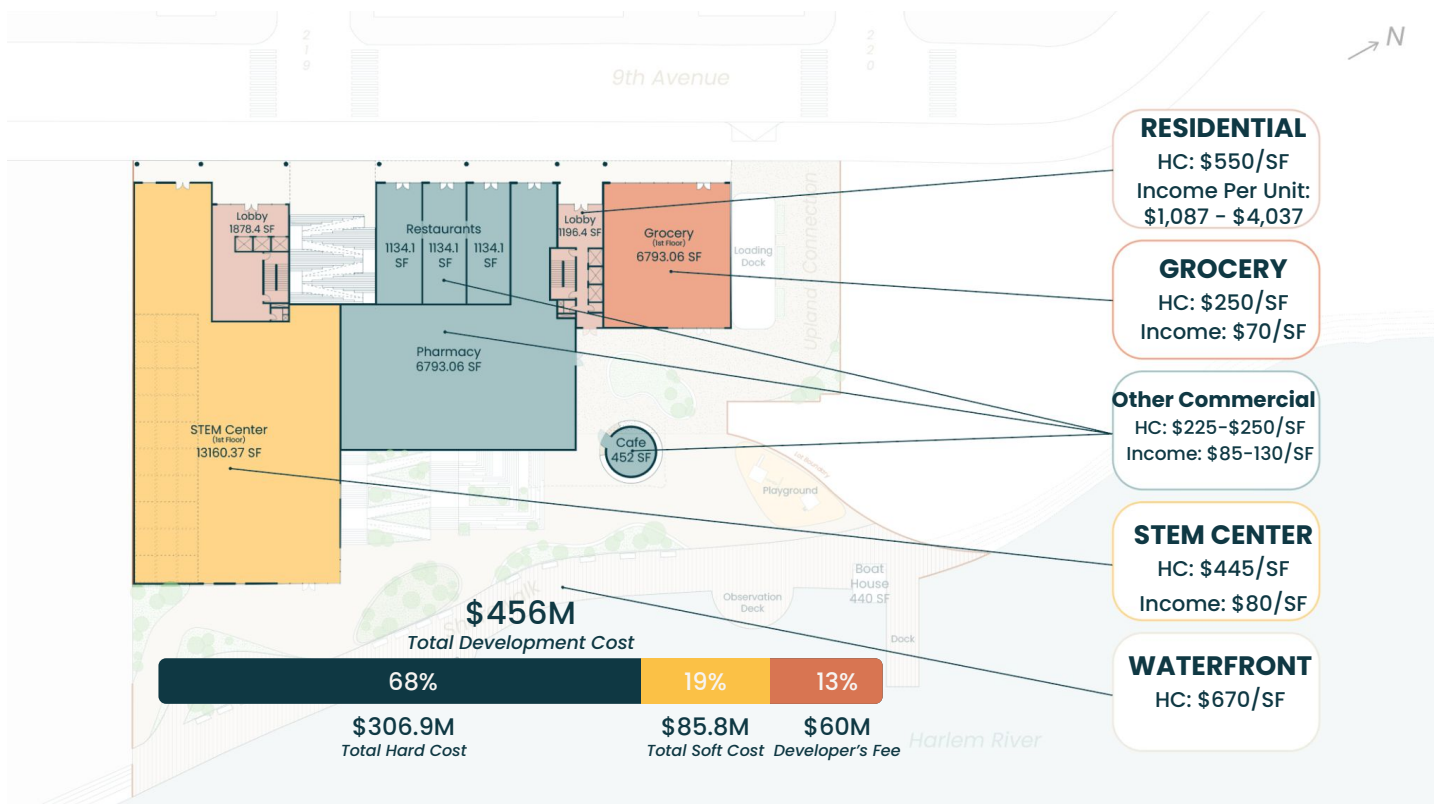 219
220
9th Avenue
N
Lobby
1878.4 SF
Restaurants
1134.1
SF
1134.1
SF
1134.1
SF
Lobby
1196.4 SF
Grocery
(1st Floor)
6793.06 SF
Loading
Dock
Upland Connection
Pharmacy
6793.06 SF
STEM Center
(1st Floor)
13160.37 SF
Cafe
452 SF
Lot Boundary
Playground
Boat
House
440 SF
Observation
Deck
Dock
Harlem River
RESIDENTIAL
HC: $550/SF
Income Per Unit:
$1,087 - $4,037
GROCERY
HC: $250/SF
Income: $70/SF
Other Commercial
HC: $225-$250/SF
Income: $85-130/SF
STEM CENTER
HC: $445/SF
Income: $80/SF
WATERFRONT
HC: $670/SF
$456M
Total Development Cost
68%
19%
13%
$306.9M
Total Hard Cost
$85.8M
Total Soft Cost
$60M
Developer’s Fee